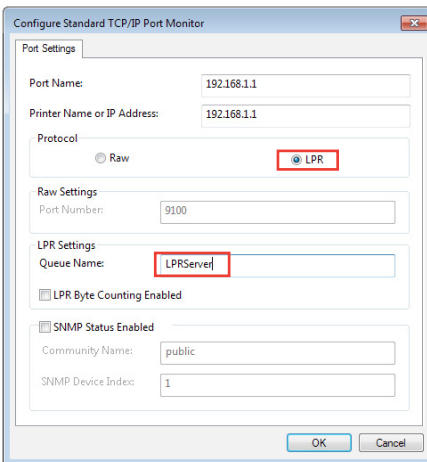 Configure Standard TCP/IP Port Monitor
Port Settings
Port Name: 192.168.1.1
Printer Name or IP Address: 192.168.1.1
Protocol
Raw LPR
Raw Settings
Port Number: 9100
LPR Settings
Queue Name: LPRServer
LPR Byte Counting Enabled
SNMP Status Enabled
Community Name: public
SNMP Device Index: 1
OK Cancel